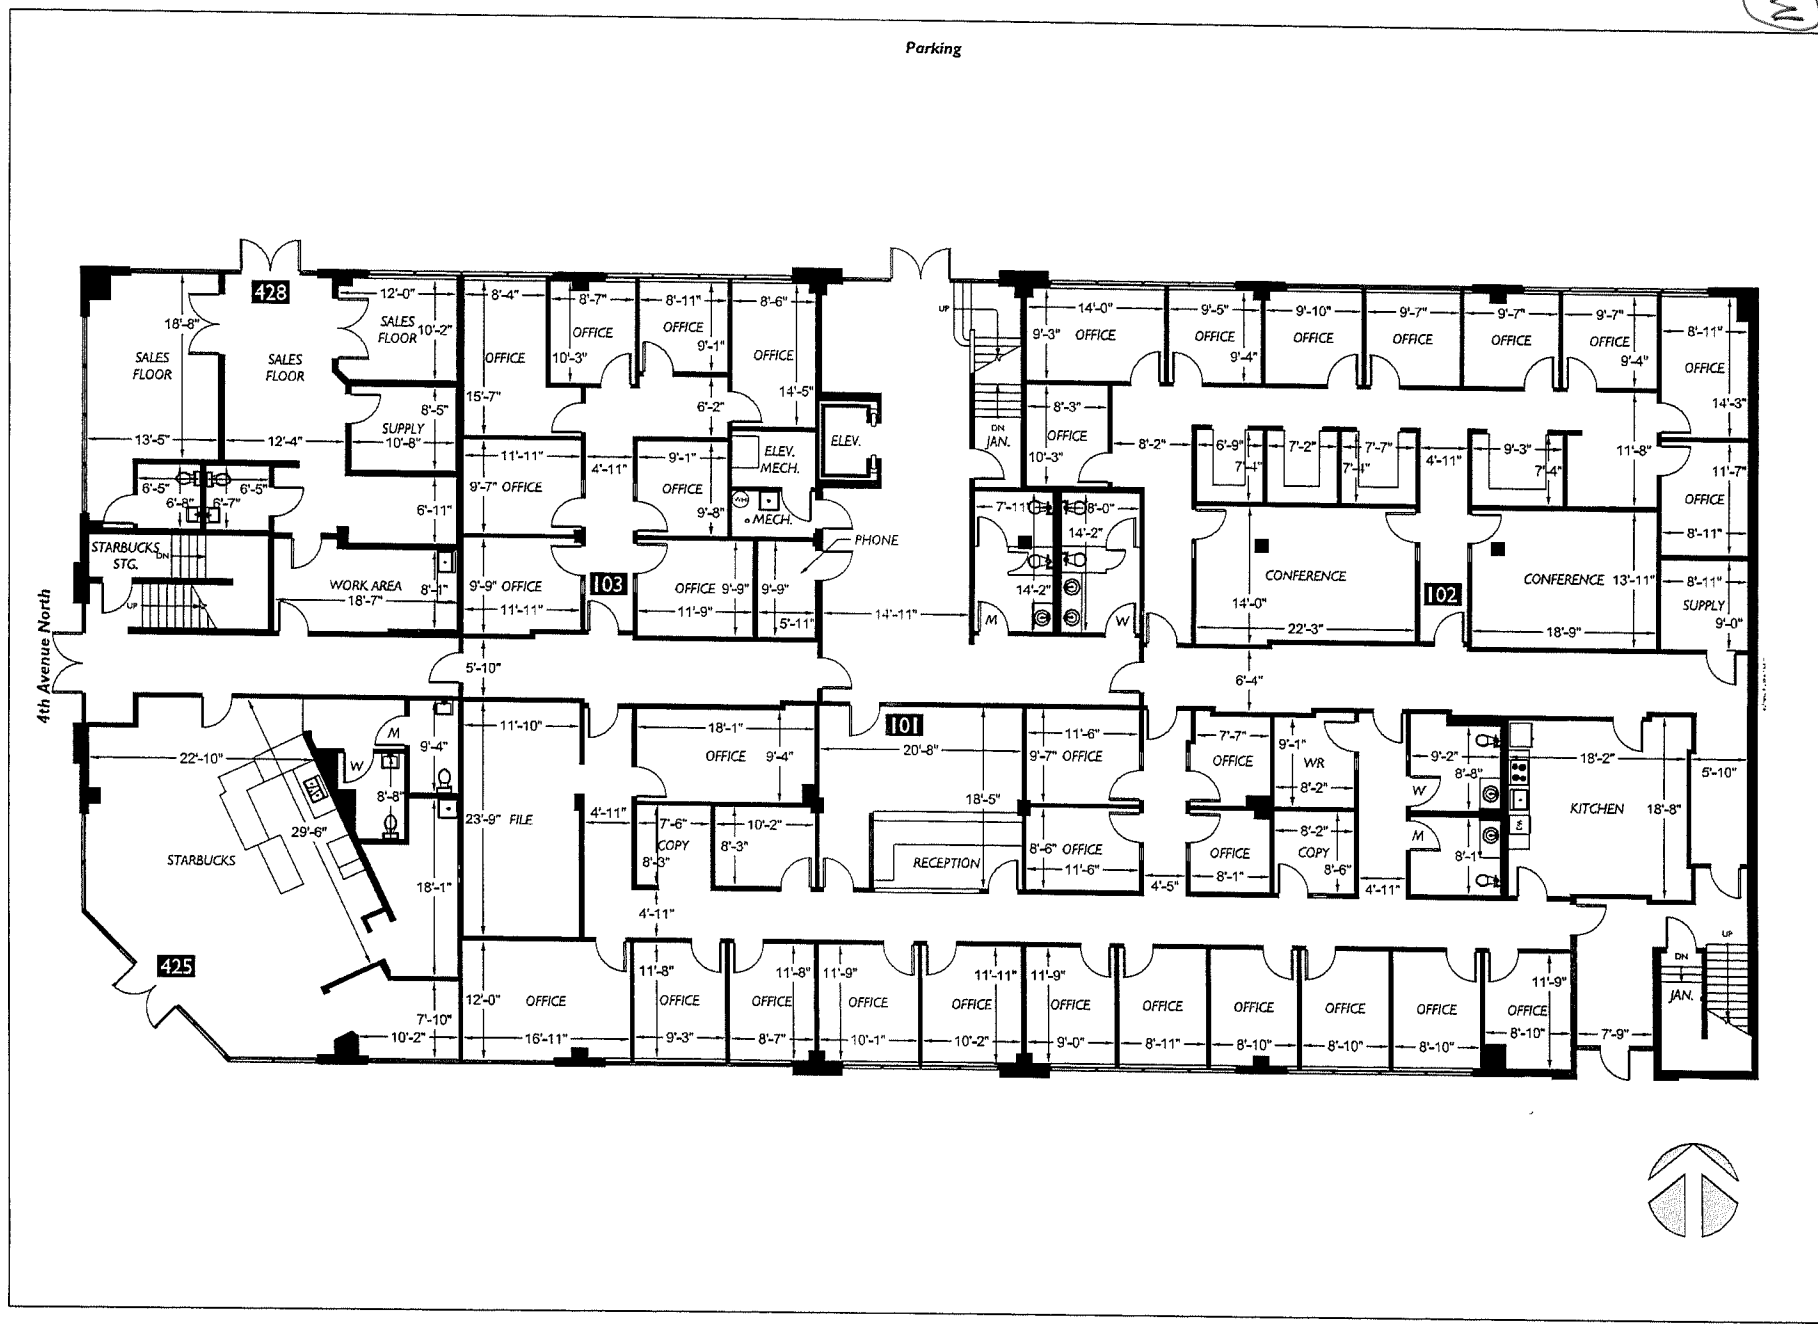 Parking
428
12'-0"
8'-4"
8'-7"
8'-11"
8'-6"
UP
14'-0"
9'-5"
9'-10"
9'-7"
9'-7"
9'-7"
18'-8"
SALES
FLOOR
10'-2"
OFFICE
OFFICE
9'-3"
OFFICE
OFFICE
9'-4"
OFFICE
OFFICE
OFFICE
OFFICE
9'-4"
8'-11"
SALES
FLOOR
SALES
FLOOR
OFFICE
10'-3"
9'-1"
OFFICE
OFFICE
14'-3"
15'-7"
14'-5"
8'-5"
SUPPLY
10'-8"
6'-2"
8'-3"
OFFICE
10'-3"
DN
JAN.
13'-5"
12'-4"
ELEV.
8'-2"
6'-9"
7'-4"
7'-2"
7'-7"
7'-4"
4'-11"
9'-3"
7'-4"
11'-8"
11'-11"
9'-7"
OFFICE
4'-11"
9'-1"
OFFICE
9'-8"
ELEV.
MECH.
WH
MECH.
6'-5"
6'-8"
6'-5"
6'-7"
6'-11"
11'-7"
OFFICE
8'-11"
7'-11"
8'-0"
14'-2"
STARBUCKS
STG.
DN
PHONE
UP
WORK AREA
18'-7"
8'-1"
9'-9"
OFFICE
11'-11"
103
OFFICE
9'-9"
11'-9"
9'-9"
5'-11"
14'-11"
14'-2"
M
W
CONFERENCE
14'-0"
22'-3"
102
CONFERENCE
13'-11"
18'-9"
8'-11"
SUPPLY
9'-0"
4th Avenue North
5'-10"
6'-4"
M
W
9'-4"
8'-8"
22'-10"
29'-6"
STARBUCKS
18'-1"
11'-10"
23'-9"
FILE
18'-1"
OFFICE
9'-4"
101
20'-8"
18'-5"
RECEPTION
11'-6"
9'-7"
OFFICE
7'-7"
OFFICE
9'-1"
WR
8'-2"
9'-2"
8'-8"
W
18'-2"
KITCHEN
18'-8"
5'-10"
4'-11"
7'-6"
COPY
8'-3"
10'-2"
8'-3"
8'-6"
OFFICE
11'-6"
4'-5"
OFFICE
8'-1"
8'-2"
COPY
8'-6"
4'-11"
M
8'-1"
4'-11"
425
UP
DN
JAN.
12'-0"
OFFICE
16'-11"
11'-8"
OFFICE
9'-3"
11'-8"
OFFICE
8'-7"
11'-9"
OFFICE
10'-1"
11'-11"
OFFICE
10'-2"
11'-9"
OFFICE
9'-0"
OFFICE
8'-11"
OFFICE
8'-10"
OFFICE
8'-10"
OFFICE
8'-10"
11'-9"
OFFICE
8'-10"
7'-9"
7'-10"
10'-2"